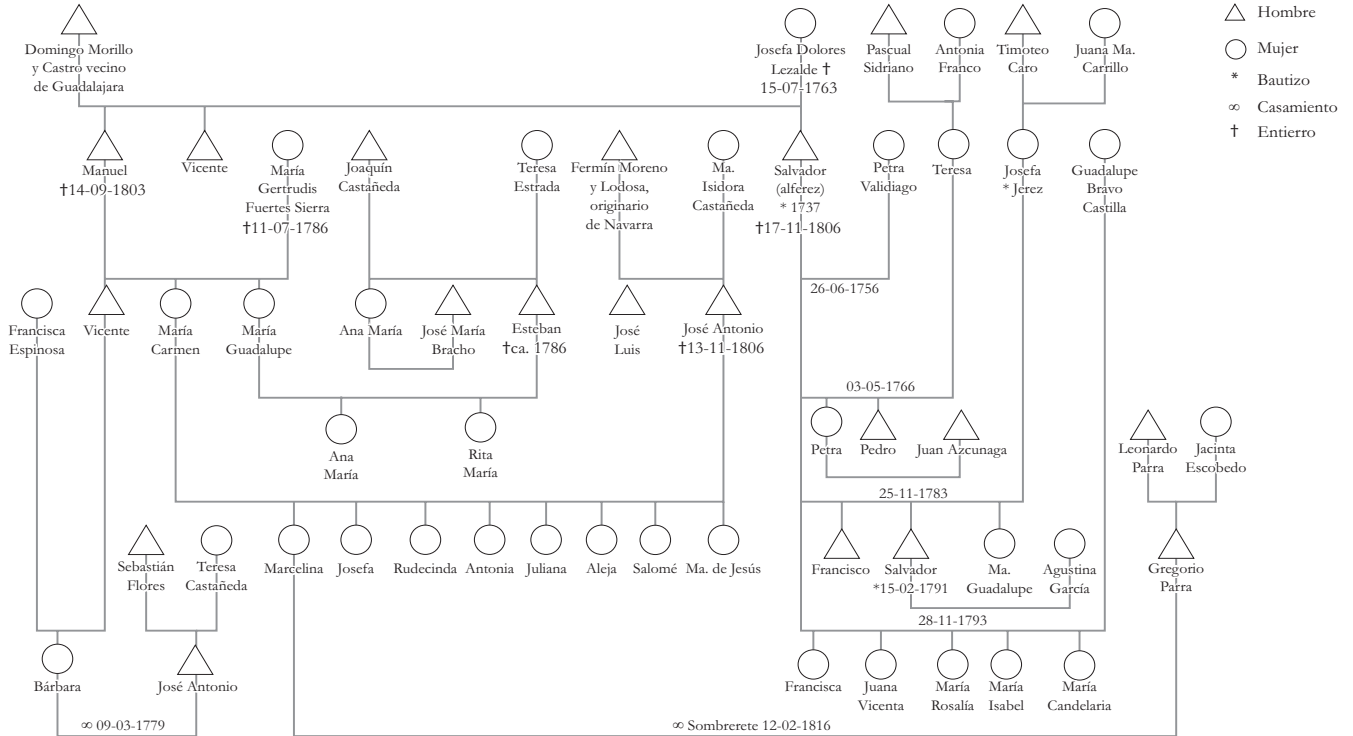 Domingo Morillo
y Castro vecino
de Guadalajara
Josefa Dolores
Lezalde †
15-07-1763
Pascual
Sidriano
Antonia
Franco
Timoteo
Caro
Juana Ma.
Carrillo
Hombre
Mujer
* Bautizo
∞ Casamiento
† Entierro
Manuel
†14-09-1803
Vicente
María
Gertrudis
Fuertes Sierra
†11-07-1786
Joaquín
Castañeda
Teresa
Estrada
Fermín Moreno
y Lodosa,
originario
de Navarra
Ma.
Isidora
Castañeda
Salvador
(alferez)
* 1737
†17-11-1806
Petra
Validiago
Teresa
Josefa
* Jerez
Guadalupe
Bravo
Castilla
26-06-1756
Francisca
Espinosa
Vicente
María
Carmen
María
Guadalupe
Ana María
José María
Bracho
Esteban
†ca. 1786
José
Luis
José Antonio
†13-11-1806
03-05-1766
Ana
María
Rita
María
Petra
Pedro
Juan Azcunaga
Leonardo
Parra
Jacinta
Escobedo
25-11-1783
Sebastián
Flores
Teresa
Castañeda
Marcelina
Josefa
Rudecinda
Antonia
Juliana
Aleja
Salomé
Ma. de Jesús
Francisco
Salvador
*15-02-1791
Ma.
Guadalupe
Agustina
García
Gregorio
Parra
28-11-1793
Bárbara
José Antonio
Francisca
Juana
Vicenta
María
Rosalía
María
Isabel
María
Candelaria
∞ 09-03-1779
∞ Sombrerete 12-02-1816